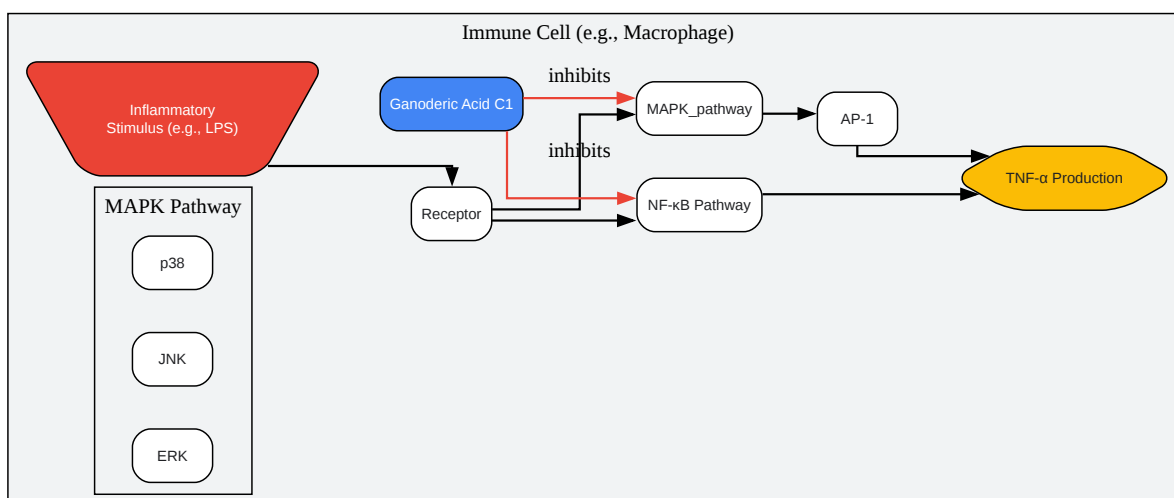 Immune Cell (e.g., Macrophage)
Inflammatory
Stimulus (e.g., LPS)
Ganoderic Acid C1
inhibits
MAPK_pathway
AP-1
inhibits
TNF-α Production
NF-κB Pathway
Receptor
MAPK Pathway
p38
JNK
ERK